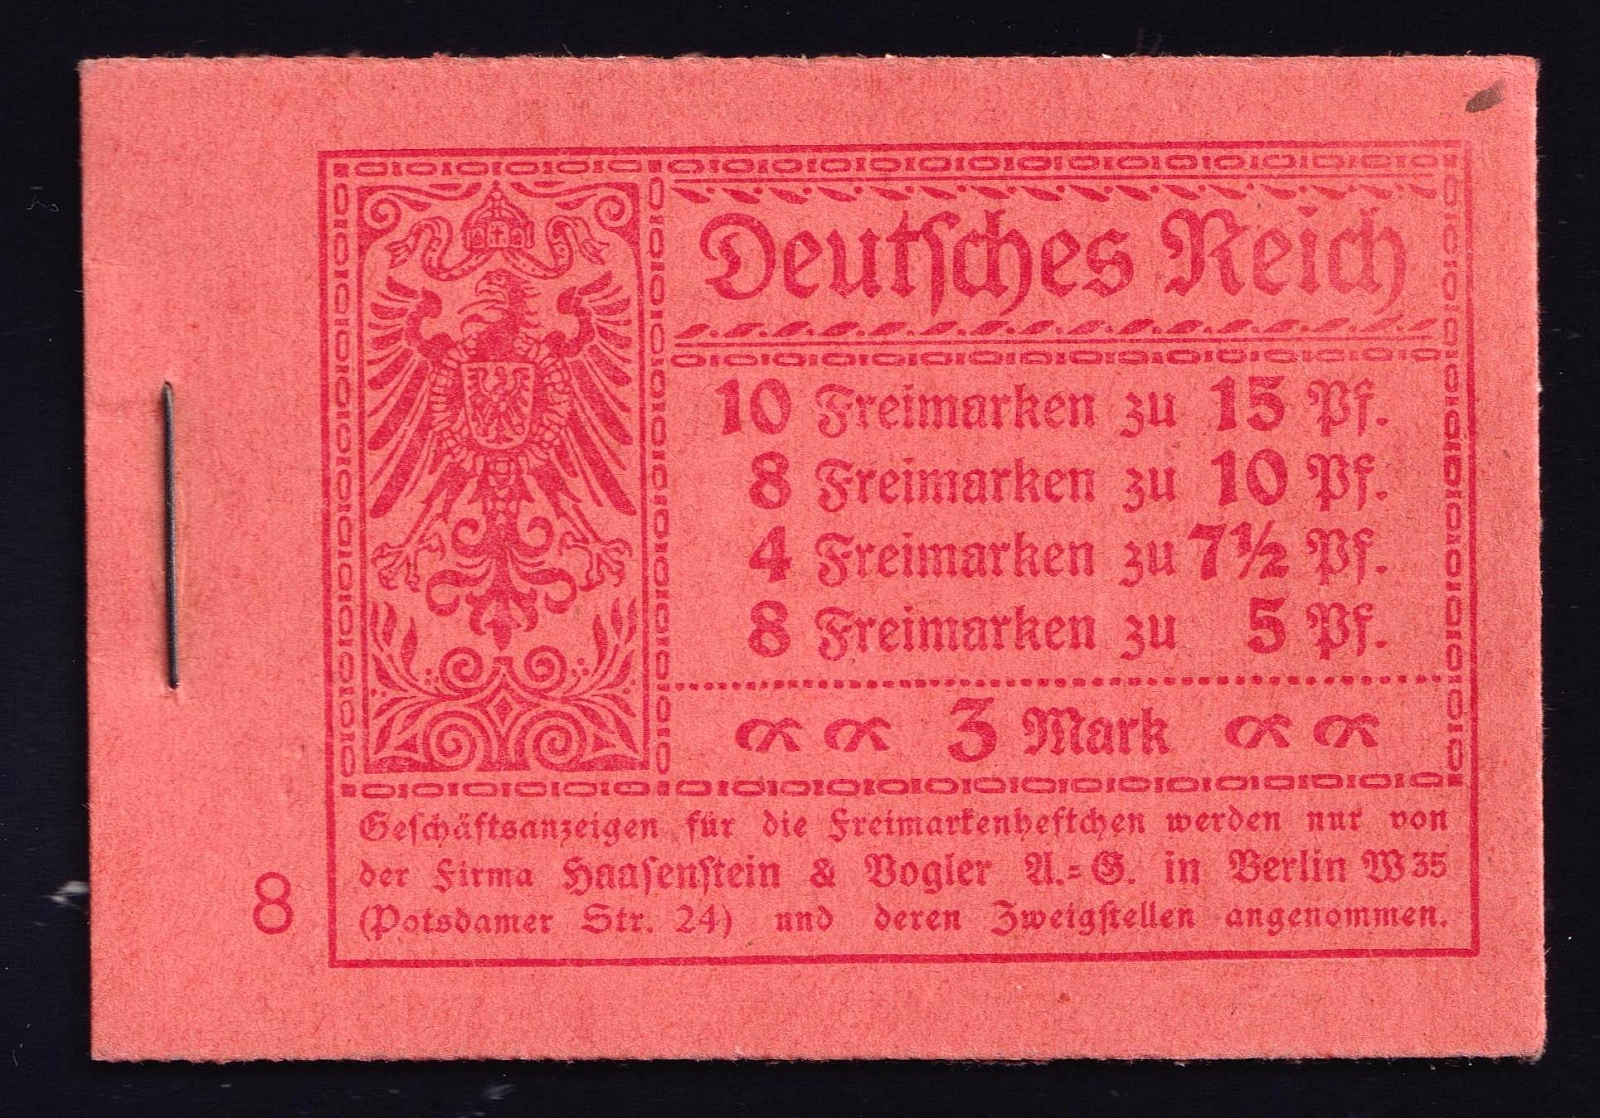 Deutsches Reich
10 Freimarken zu 15 Pf.
8 Freimarken zu 10 Pf.
4 Freimarken zu 7½ Pf.
8 Freimarken zu 5 Pf.
3 Mark
Geschäftsanzeigen für die Freimarkenheftchen werden nur von
der Firma Haasenstein & Vogler A.=G. in Berlin W 35
(Potsdamer Str. 24) und deren Zweigstellen angenommen.
8